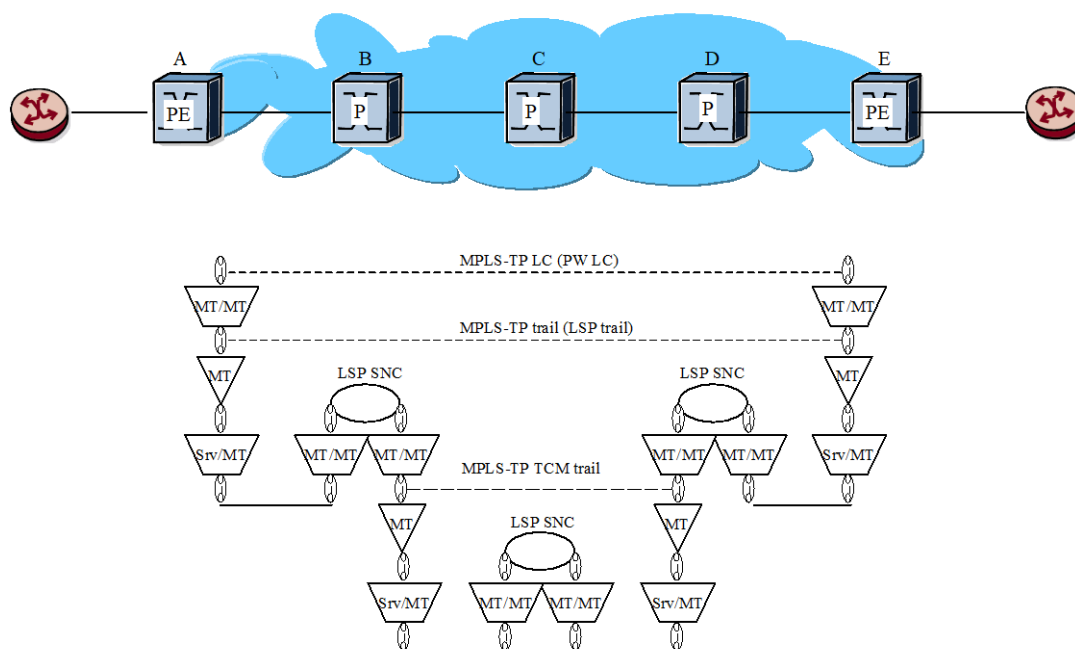 A B C D E
PE P P P PE
MPLS-TP LC (PW LC)
MT/MT MT/MT
MPLS-TP trail (LSP trail)
MT MT
LSP SNC LSP SNC
Srv/MT MT/MT MT/MT MT/MT MT/MT Srv/MT
MPLS-TP TCM trail
MT LSP SNC MT
Srv/MT MT/MT MT/MT Srv/MT